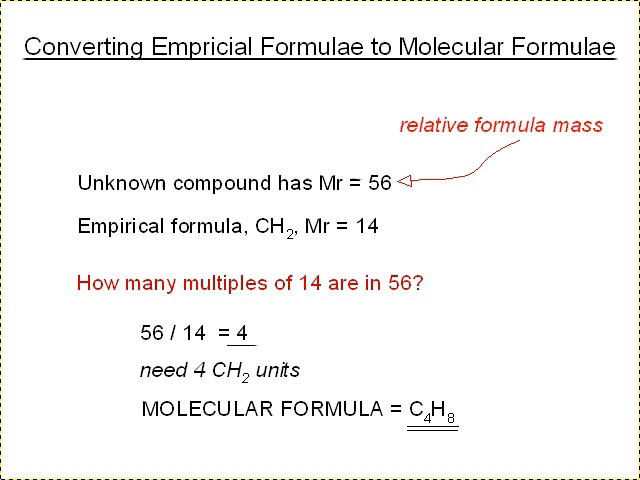 Converting Empricial Formulae to Molecular Formulae
relative formula mass
Unknown compound has Mr = 56
Empirical formula, CH₂, Mr = 14
How many multiples of 14 are in 56?
56 / 14 = 4
need 4 CH₂ units
MOLECULAR FORMULA = C₄H₈